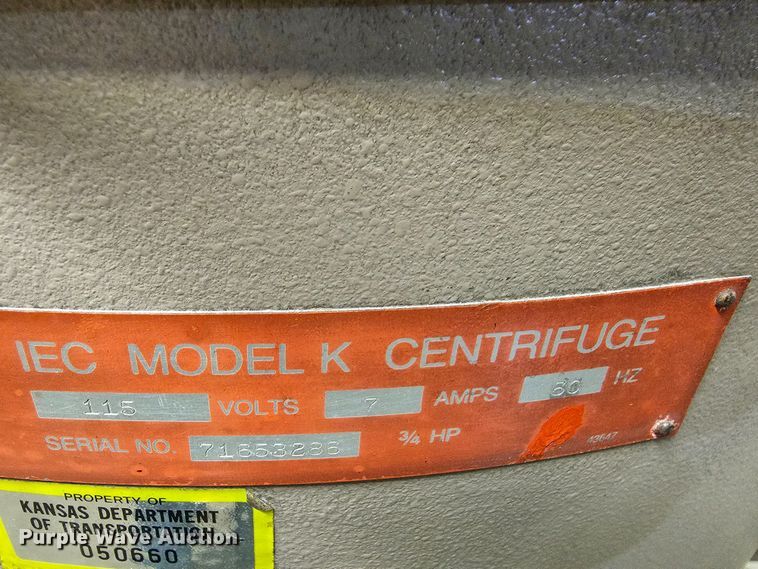 IEC MODEL K CENTRIFUGE
115 VOLTS 7 AMPS 60 HZ
SERIAL NO. 71653286 3/4 HP 43647
PROPERTY OF
KANSAS DEPARTMENT
OF TRANSPORTATION
050660
Purple Wave Auction